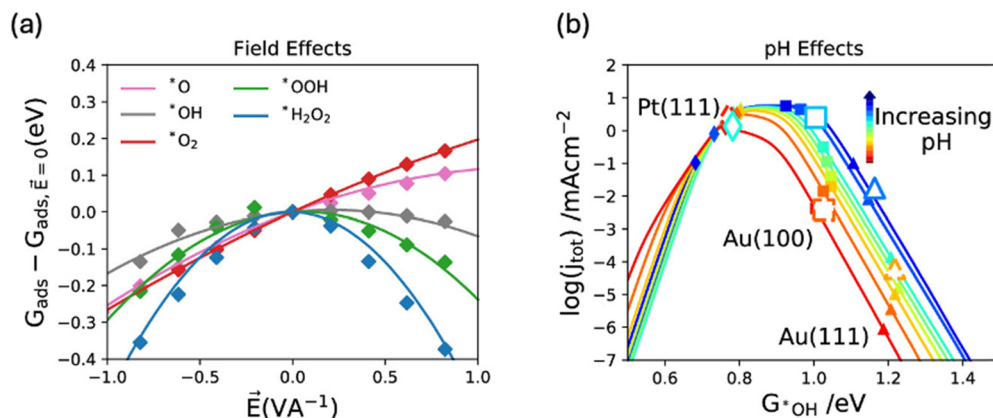 (a)
Field Effects
*O
*OOH
*OH
*H₂O₂
*O₂
G_ads − G_ads, E⃗ = 0 (eV)
0.4
0.3
0.2
0.1
0.0
−0.1
−0.2
−0.3
−0.4
−1.0
−0.5
0.0
0.5
1.0
E⃗(VA⁻¹)
(b)
pH Effects
log(j_tot) /mAcm⁻²
2
1
0
−1
−2
−3
−4
−5
−6
−7
Pt(111)
Increasing
pH
Au(100)
Au(111)
0.6
0.8
1.0
1.2
1.4
G*OH /eV